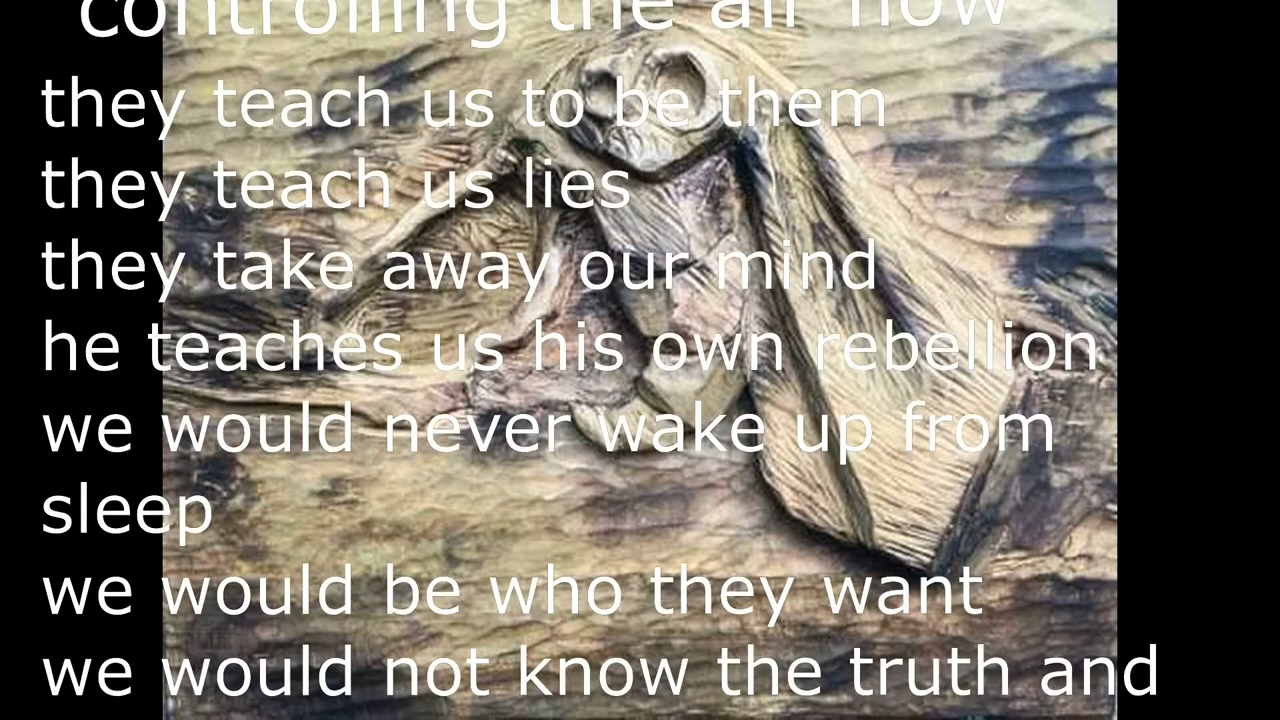 controlling the air now
they teach us to be them
they teach us lies
they take away our mind
he teaches us his own rebellion
we would never wake up from
sleep
we would be who they want
we would not know the truth and